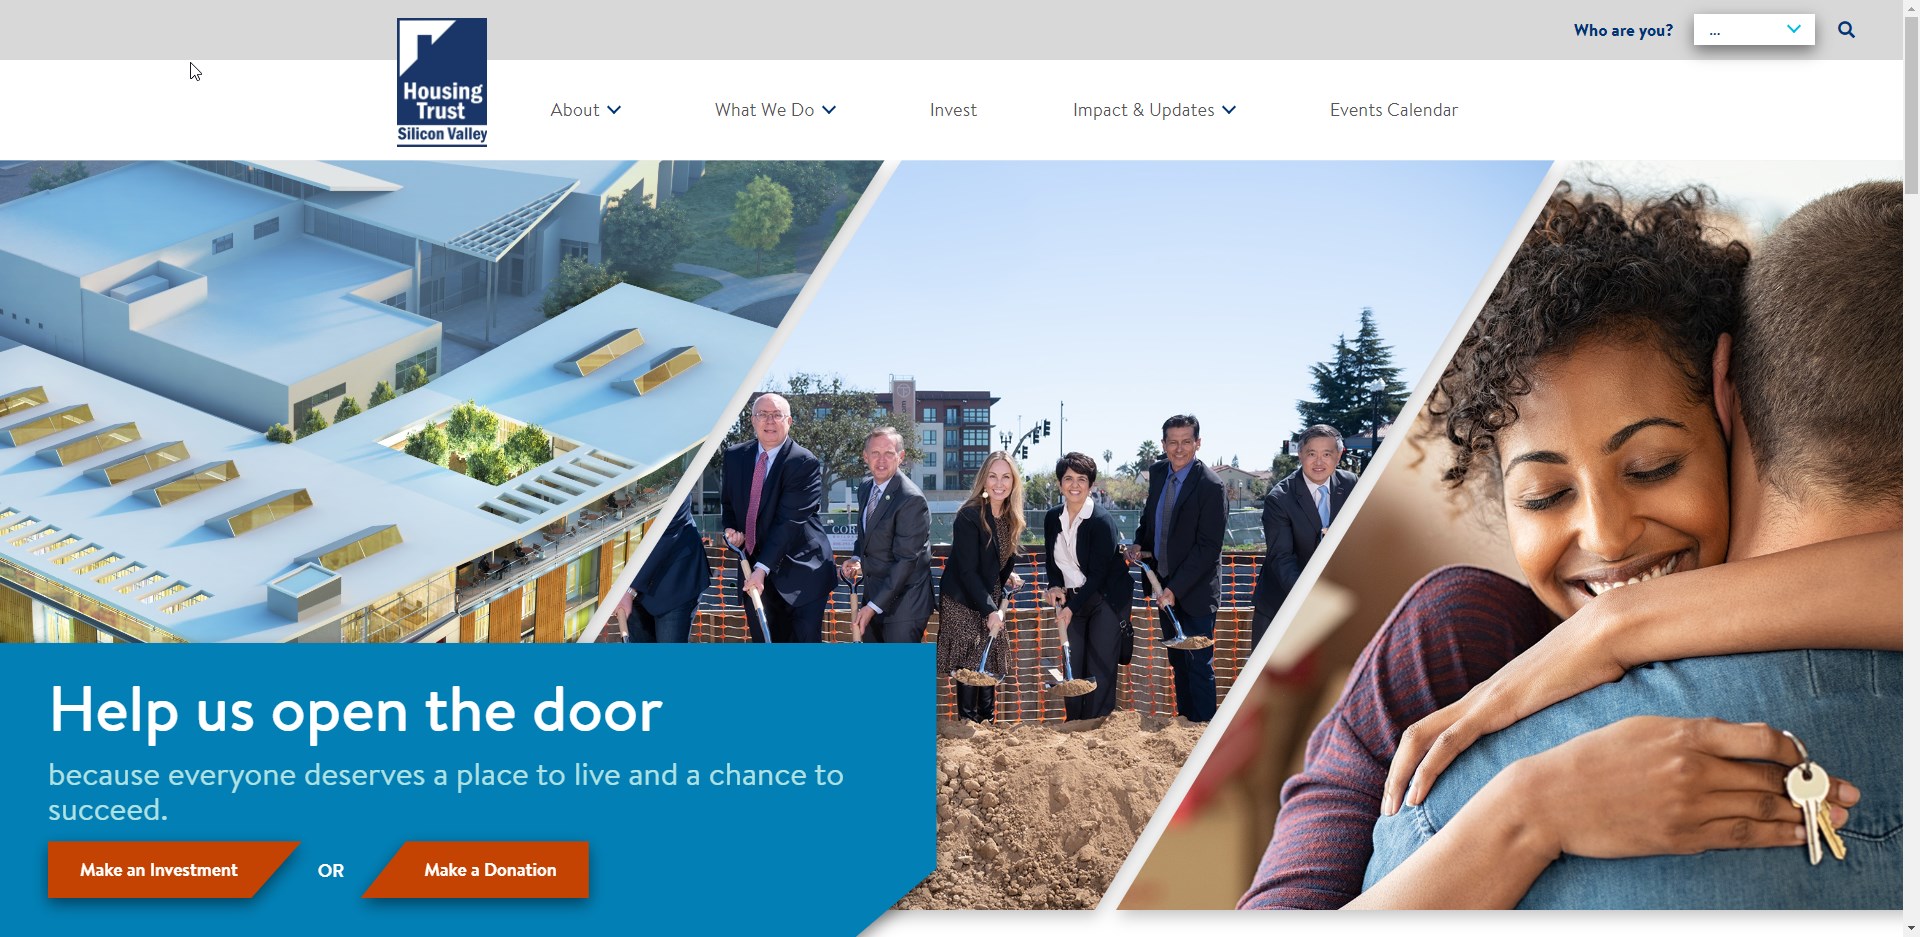 Who are you?
...
Housing
Trust
Silicon Valley
About
What We Do
Invest
Impact & Updates
Events Calendar
COR
Help us open the door
because everyone deserves a place to live and a chance to
succeed.
Make an Investment
OR
Make a Donation